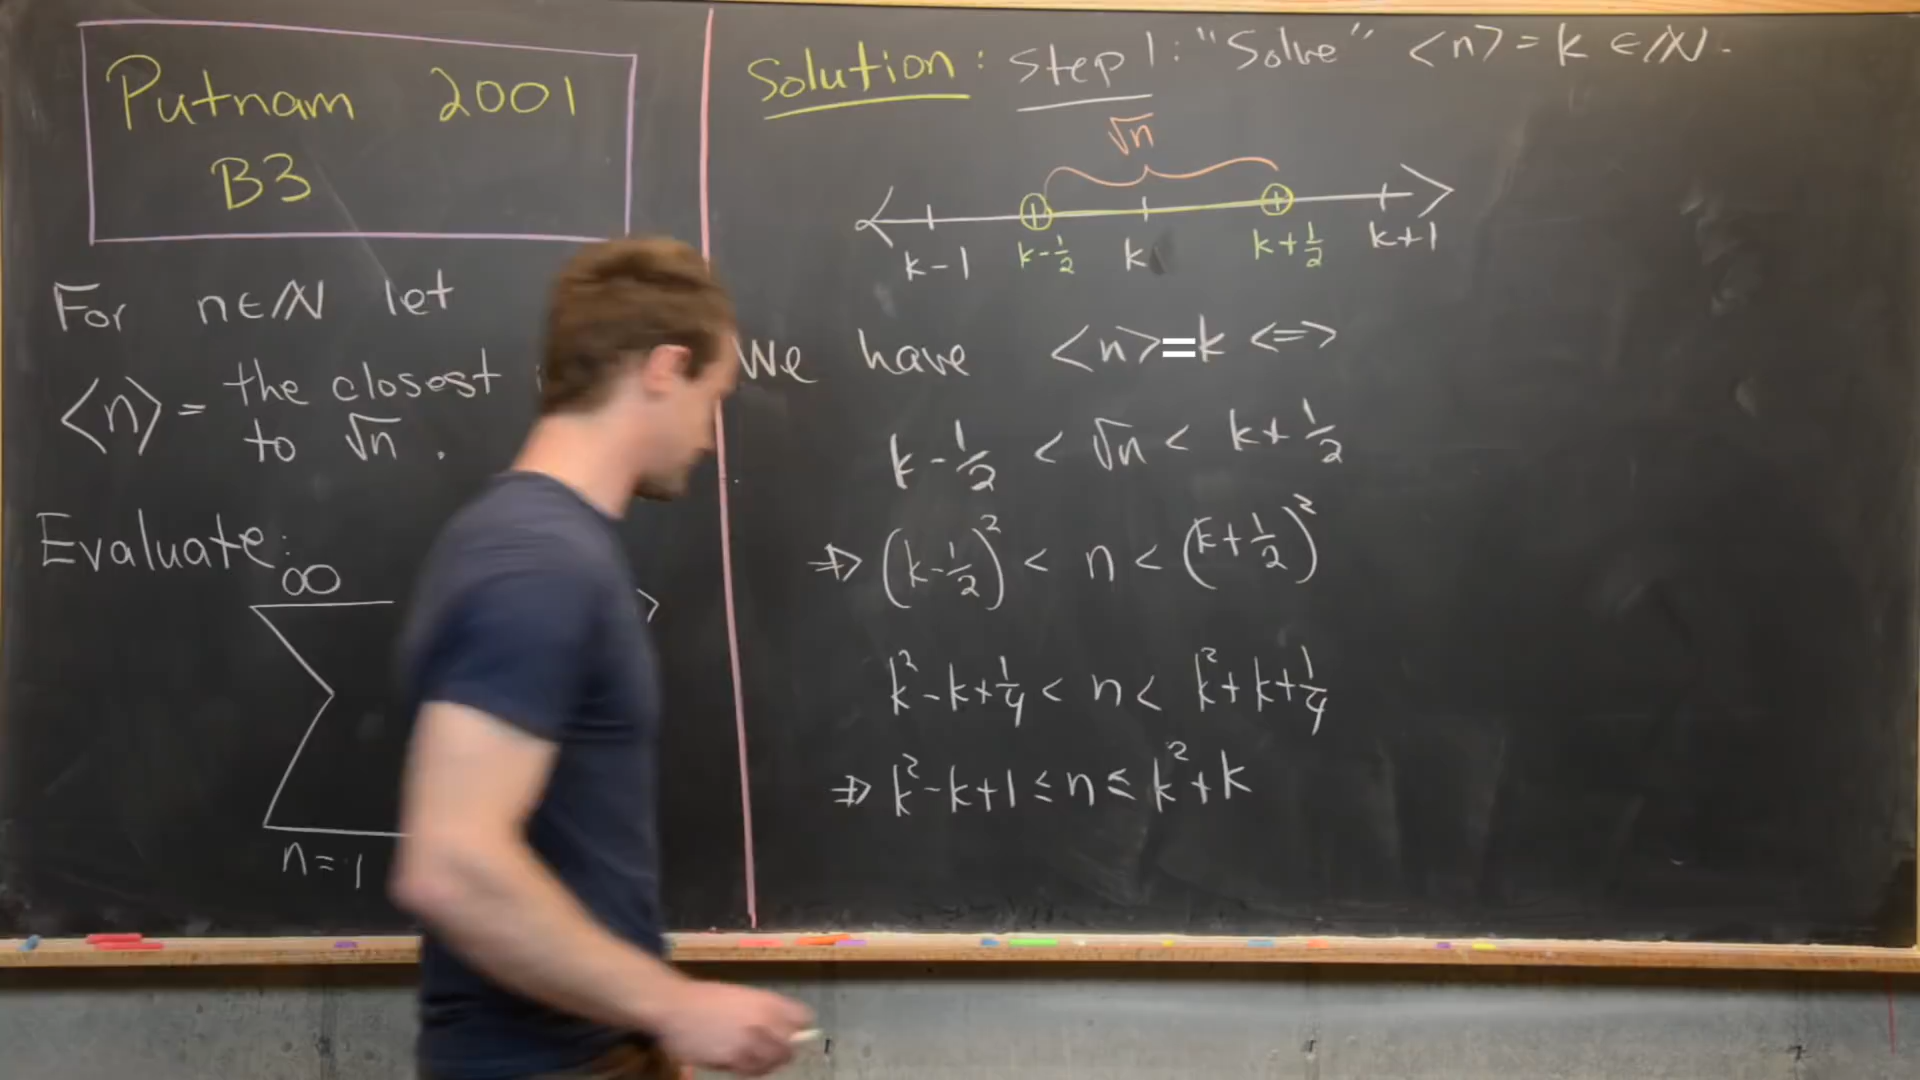 Putnam 2001
B3
For n∈ℕ let
⟨n⟩ = the closest
to √n .
Evaluate:
∞
∑ ⟩
n=1
Solution: Step 1: "Solve" ⟨n⟩ = k ∈ ℕ.
√n
k-1 k-½ k k+½ k+1
We have ⟨n⟩=k <=>
k-½ < √n < k+½
⇒ (k-½)² < n < (k+½)²
k²-k+¼ < n < k²+k+¼
⇒ k²-k+1 ≤ n ≤ k²+k